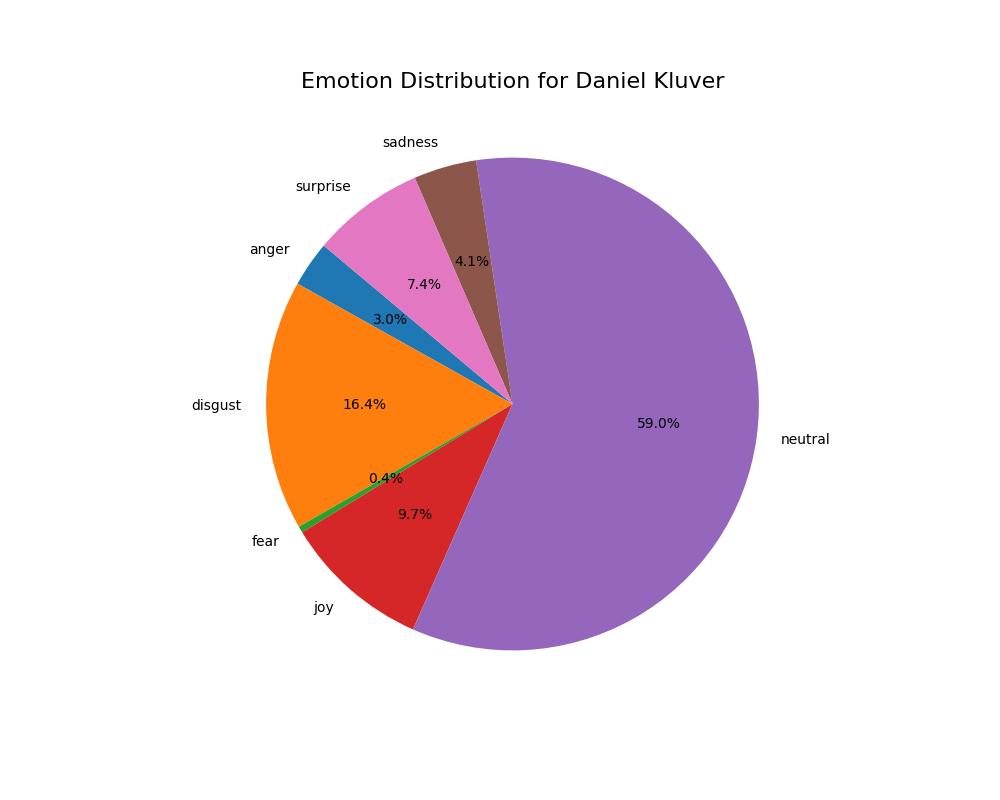 Emotion Distribution for Daniel Kluver
sadness
surprise
anger
4.1%
7.4%
3.0%
disgust
16.4%
59.0%
neutral
0.4%
9.7%
fear
joy